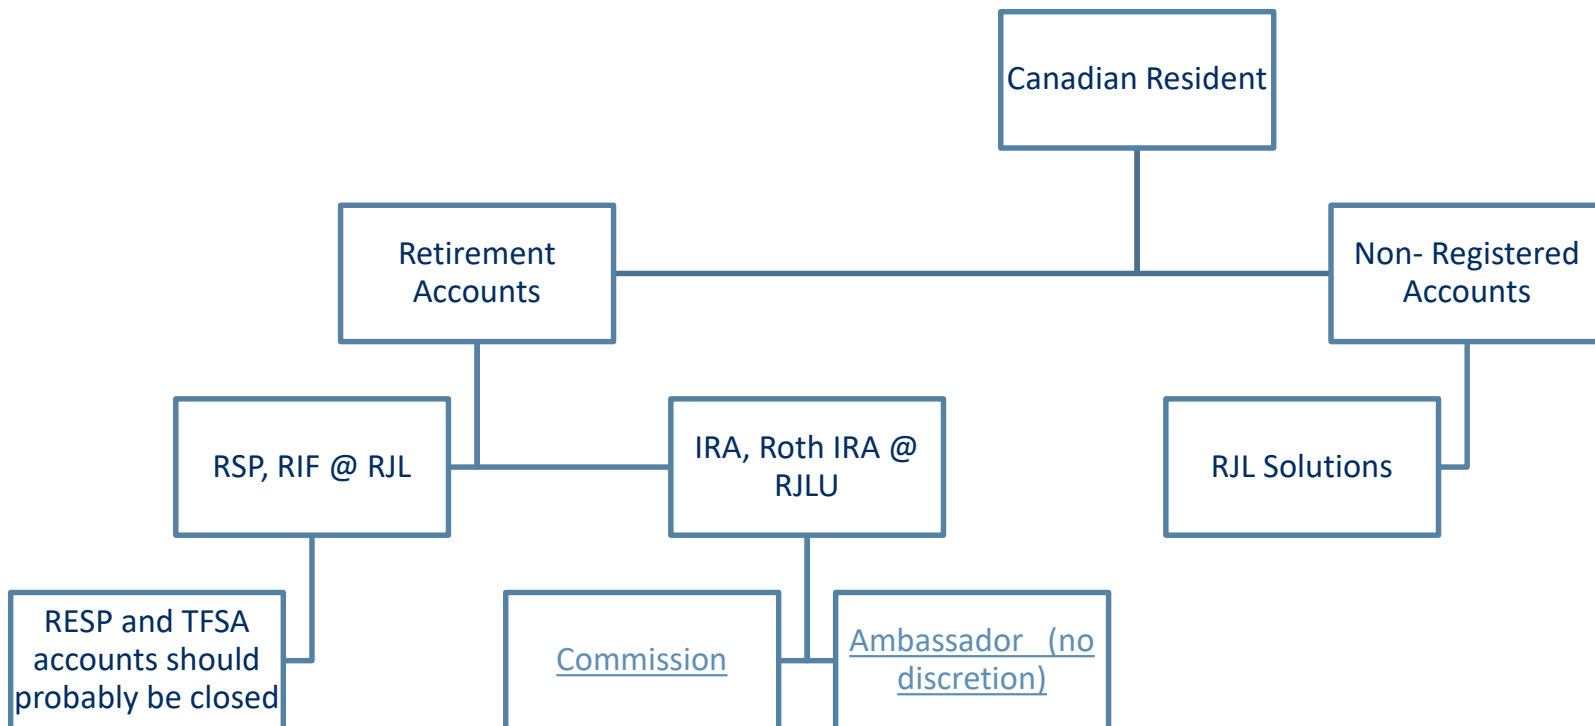 Canadian Resident
Retirement
Accounts
Non- Registered
Accounts
RSP, RIF @ RJL
IRA, Roth IRA @
RJLU
RJL Solutions
RESP and TFSA
accounts should
probably be closed
Commission
Ambassador (no
discretion)